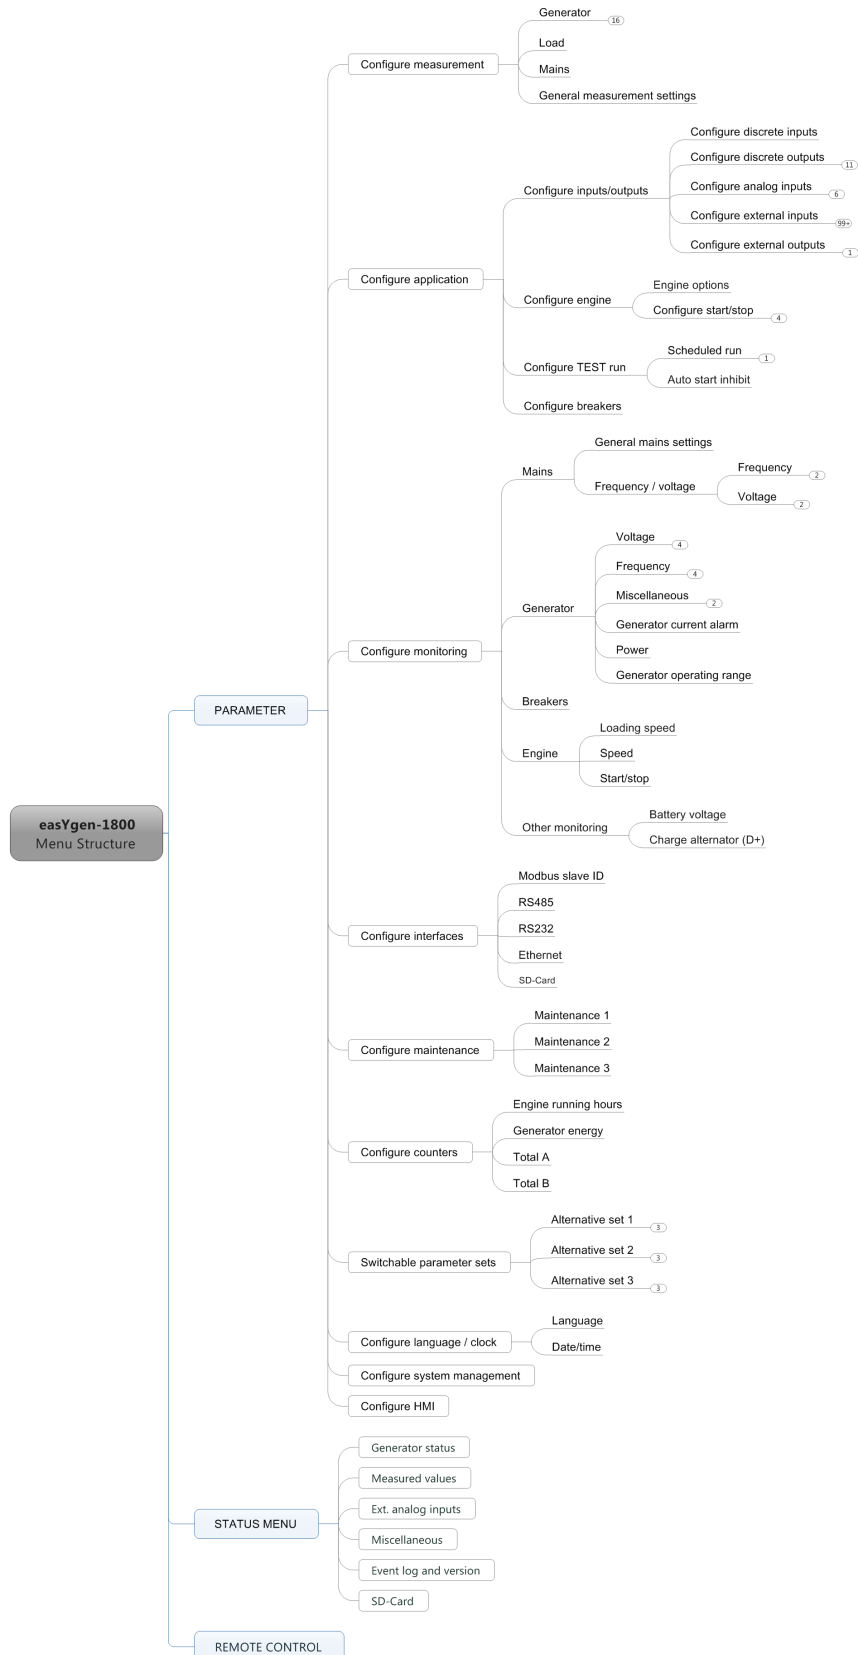 Generator
16
Load
Configure measurement
Mains
General measurement settings
Configure discrete inputs
Configure discrete outputs
11
Configure inputs/outputs
Configure analog inputs
6
Configure external inputs
99+
Configure external outputs
1
Configure application
Engine options
Configure engine
Configure start/stop
4
Scheduled run
1
Configure TEST run
Auto start inhibit
Configure breakers
General mains settings
Mains
Frequency
2
Frequency / voltage
Voltage
2
Voltage
4
Frequency
4
Miscellaneous
2
Generator
Generator current alarm
Configure monitoring
Power
Generator operating range
Breakers
PARAMETER
Loading speed
Engine
Speed
Start/stop
easYgen-1800
Menu Structure
Battery voltage
Other monitoring
Charge alternator (D+)
Modbus slave ID
RS485
RS232
Configure interfaces
Ethernet
SD-Card
Maintenance 1
Maintenance 2
Configure maintenance
Maintenance 3
Engine running hours
Generator energy
Configure counters
Total A
Total B
Alternative set 1
3
Alternative set 2
3
Switchable parameter sets
Alternative set 3
3
Language
Configure language / clock
Date/time
Configure system management
Configure HMI
Generator status
Measured values
Ext. analog inputs
STATUS MENU
Miscellaneous
Event log and version
SD-Card
REMOTE CONTROL